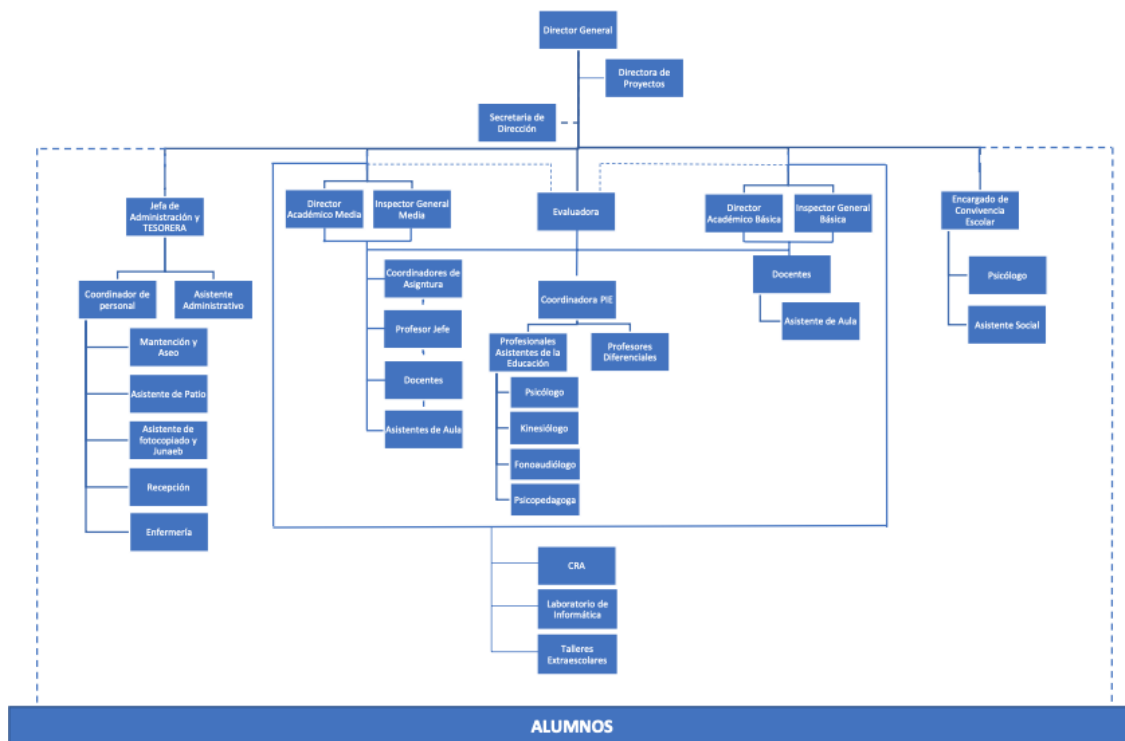 Director General
Directora de
Proyectos
Secretaria de
Dirección
Jefa de
Administración y
TESORERA
Director
Académico Media
Inspector General
Media
Evaluadora
Director
Académico Básica
Inspector General
Básica
Encargado de
Convivencia
Escolar
Coordinador de
personal
Asistente
Administrativo
Mantención y
Aseo
Asistente de Patio
Asistente de
fotocopiado y
Junaeb
Recepción
Enfermería
Coordinadores de
Asigntura
Profesor Jefe
Docentes
Asistentes de Aula
Coordinadora PIE
Profesionales
Asistentes de la
Educación
Profesores
Diferenciales
Psicólogo
Kinesiólogo
Fonoaudiólogo
Psicopedagoga
Docentes
Asistente de Aula
Psicólogo
Asistente Social
CRA
Laboratorio de
Informática
Talleres
Extraescolares
ALUMNOS